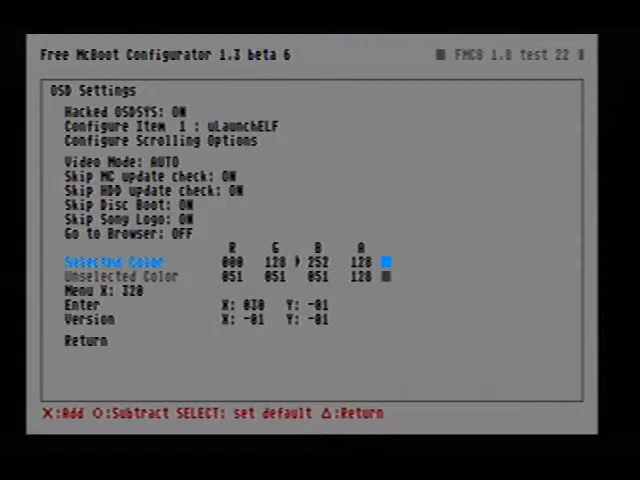 Free McBoot Configurator 1.3 beta 6
FMCB 1.8 test 22
OSD Settings
Hacked OSDSYS: ON
Configure Item 1 : uLaunchELF
Configure Scrolling Options
Video Mode: AUTO
Skip MC update check: ON
Skip HDD update check: ON
Skip Disc Boot: ON
Skip Sony Logo: ON
Go to Browser: OFF
R G B A
Selected Color 000 128 252 128
Unselected Color 051 051 051 128
Menu X: 320
Enter X: 030 Y: -01
Version X: -01 Y: -01
Return
X:Add O:Subtract SELECT: set default △:Return